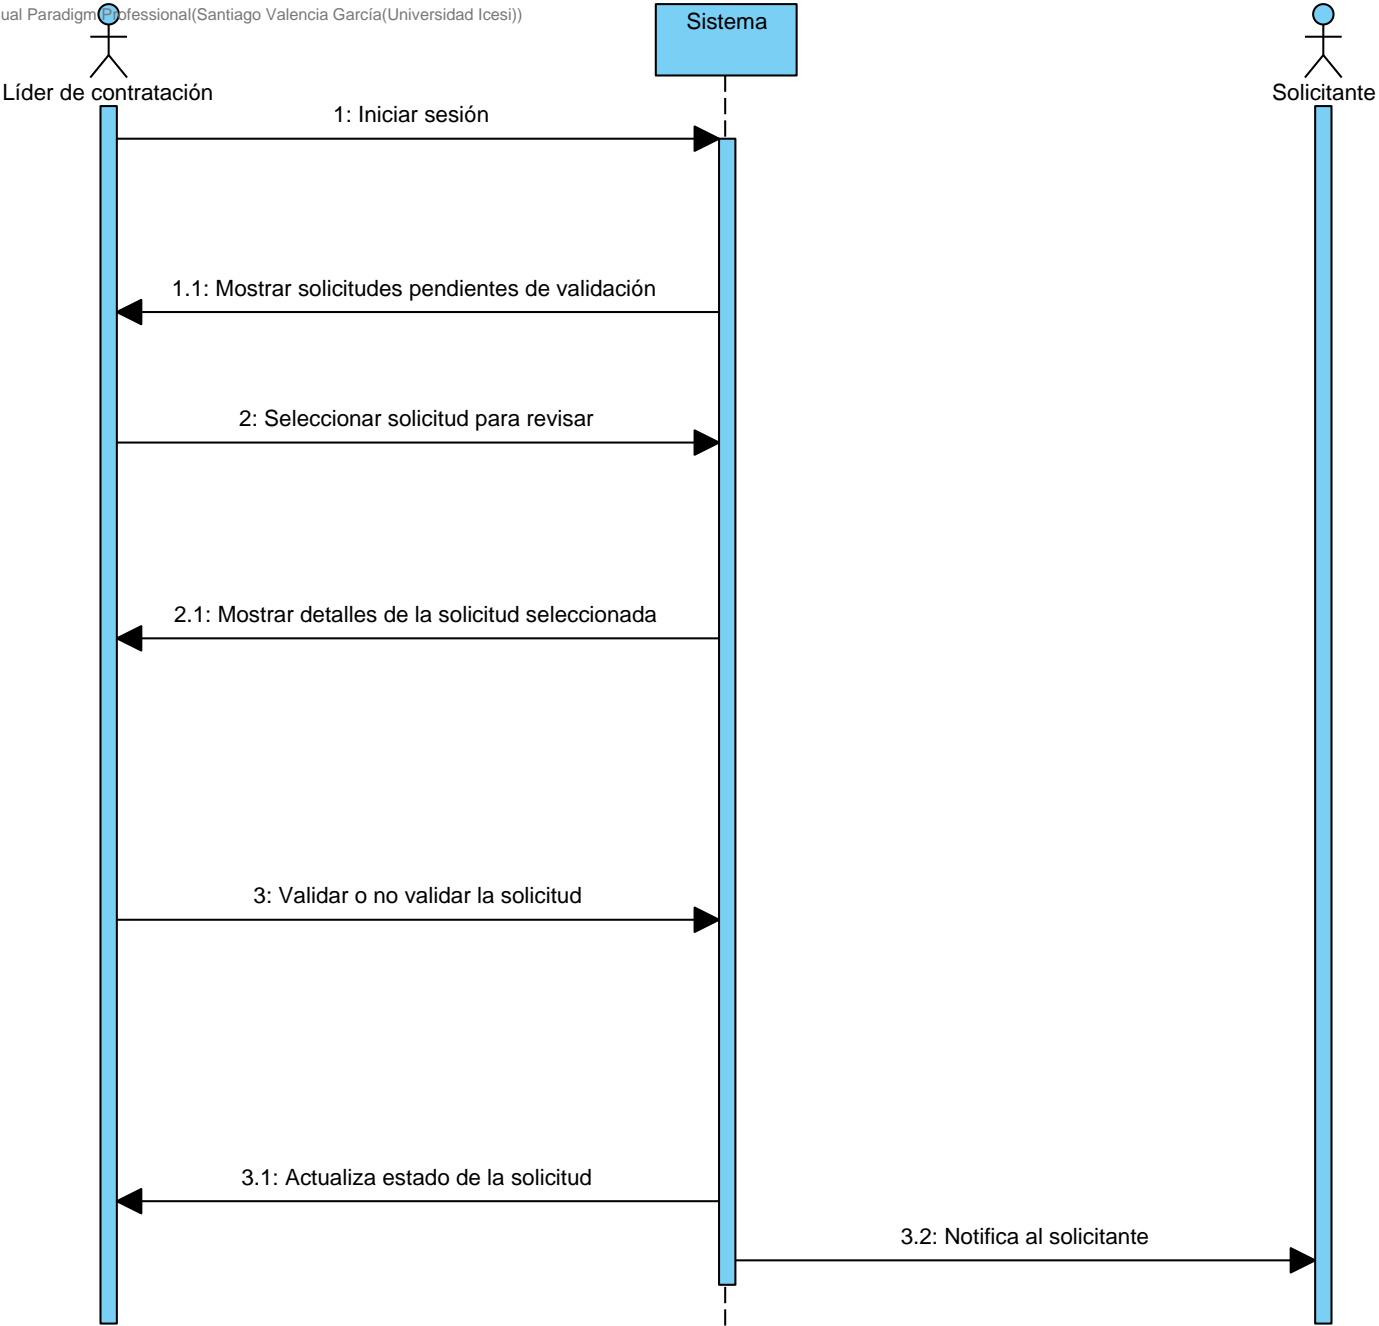 ual Paradigm Professional(Santiago Valencia García(Universidad Icesi))
Sistema
Líder de contratación
Solicitante
1: Iniciar sesión
1.1: Mostrar solicitudes pendientes de validación
2: Seleccionar solicitud para revisar
2.1: Mostrar detalles de la solicitud seleccionada
3: Validar o no validar la solicitud
3.1: Actualiza estado de la solicitud
3.2: Notifica al solicitante